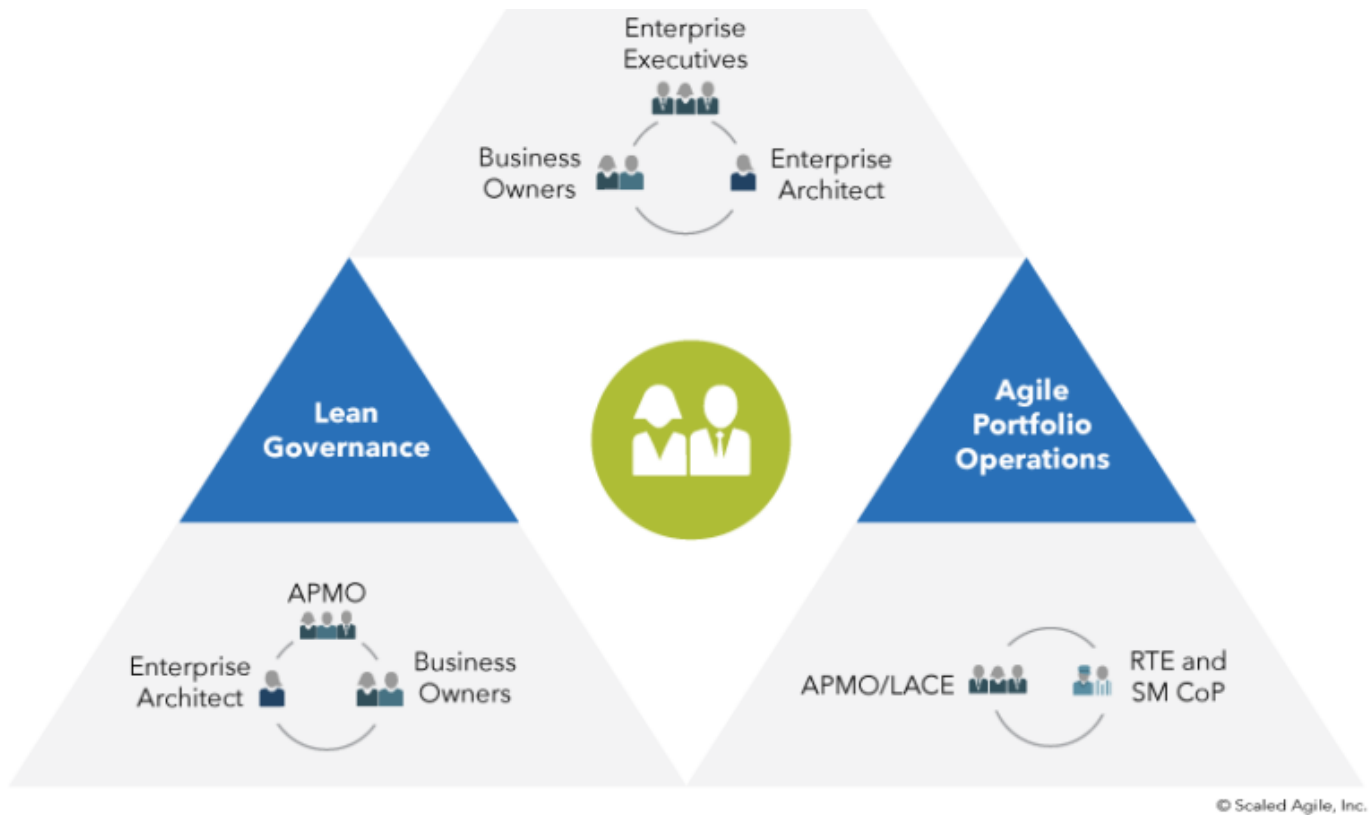 Enterprise
Executives
Business
Owners
Enterprise
Architect
Lean
Governance
Agile
Portfolio
Operations
APMO
Enterprise
Architect
Business
Owners
APMO/LACE
RTE and
SM CoP
© Scaled Agile, Inc.